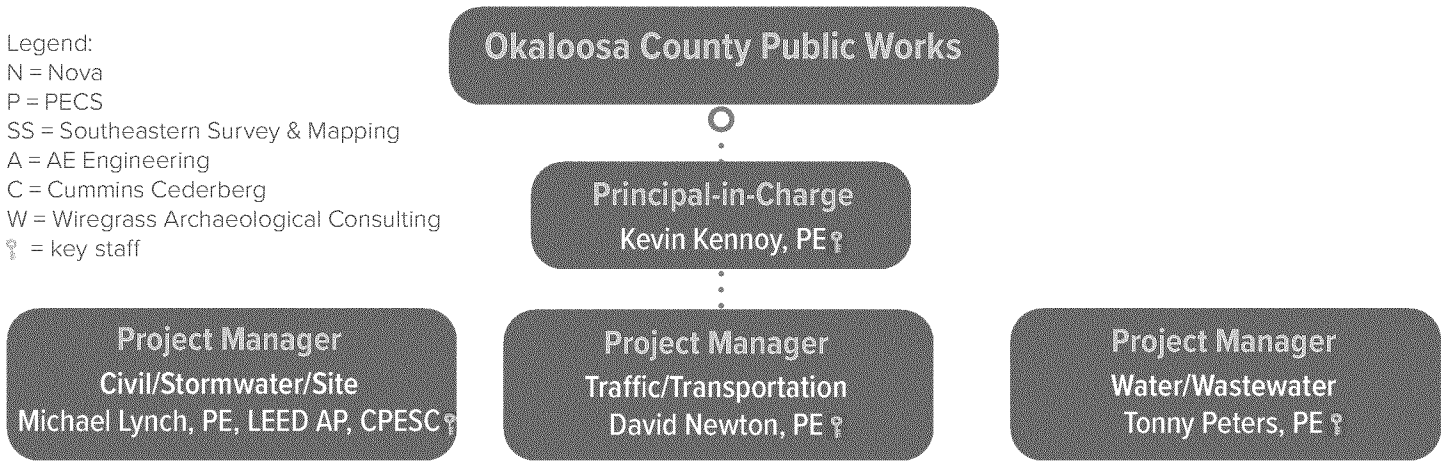 Legend:
N = Nova
P = PECS
SS = Southeastern Survey & Mapping
A = AE Engineering
C = Cummins Cederberg
W = Wiregrass Archaeological Consulting
= key staff
Okaloosa County Public Works
Principal-in-Charge
Kevin Kennoy, PE
Project Manager
Civil/Stormwater/Site
Michael Lynch, PE, LEED AP, CPESC
Project Manager
Traffic/Transportation
David Newton, PE
Project Manager
Water/Wastewater
Tonny Peters, PE